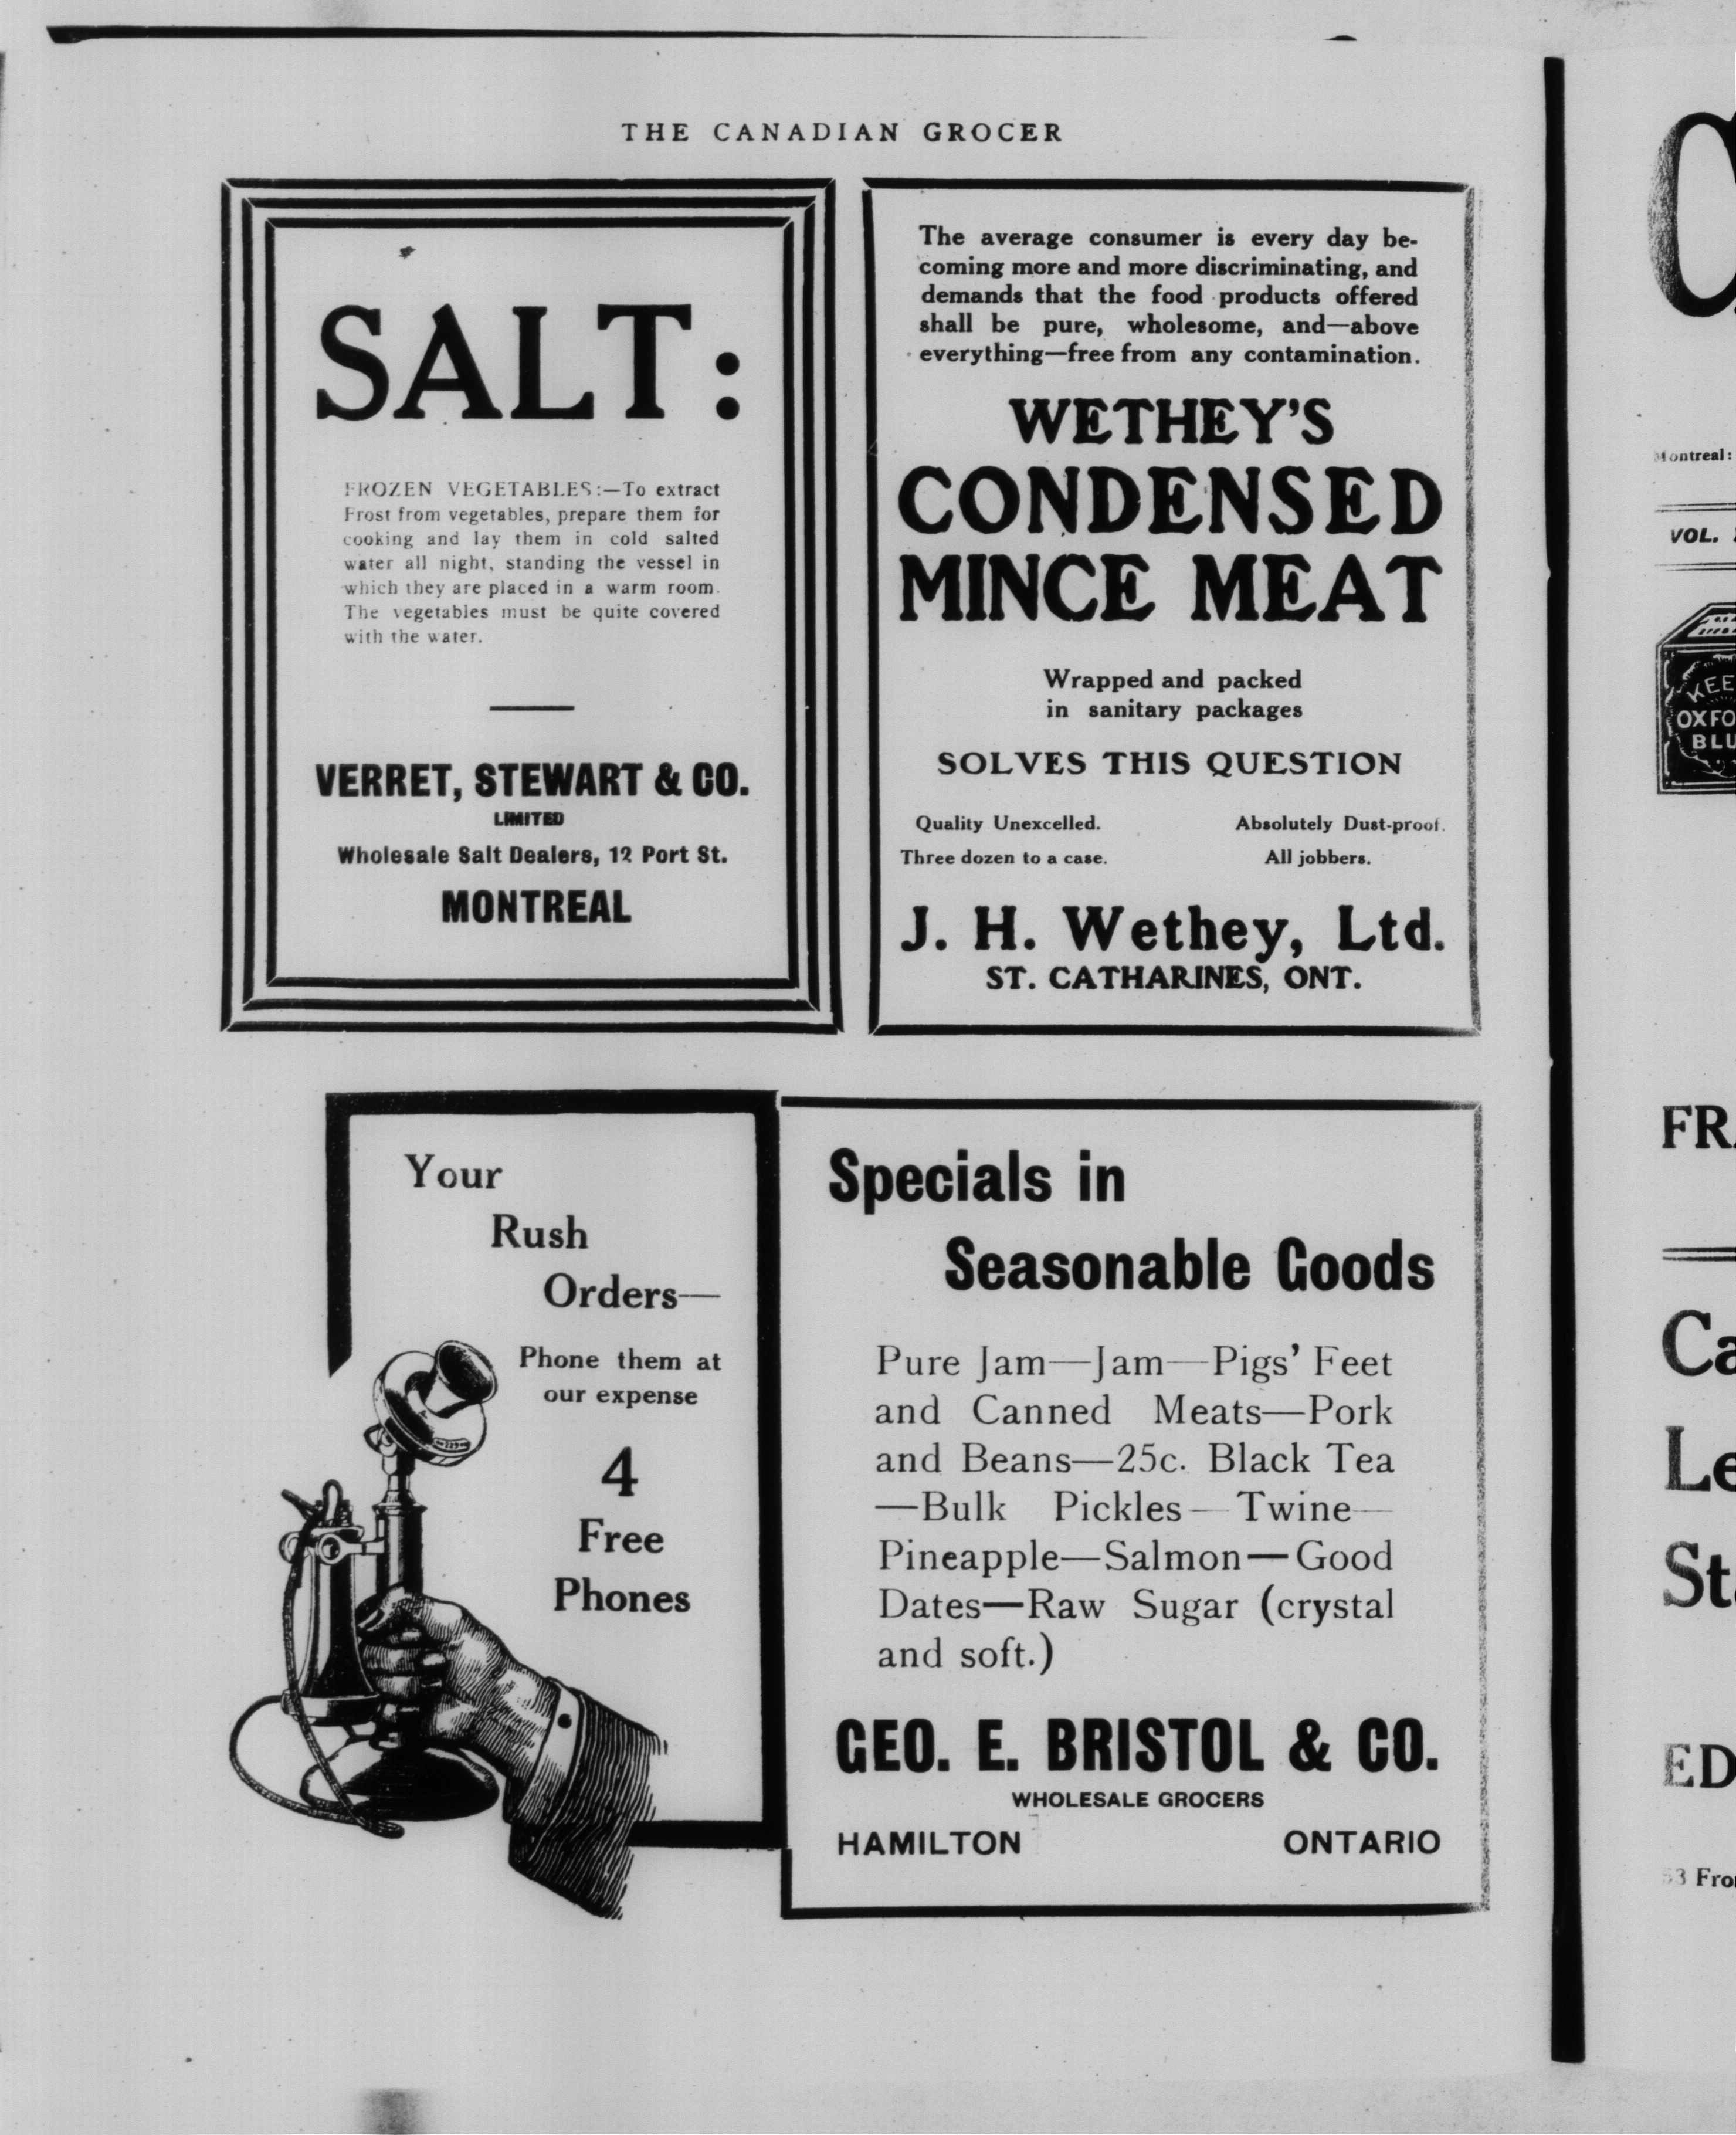 THE CANADIAN GROCER
SALT:
FROZEN VEGETABLES:—To extract
Frost from vegetables, prepare them for
cooking and lay them in cold salted
water all night, standing the vessel in
which they are placed in a warm room.
The vegetables must be quite covered
with the water.
VERRET, STEWART & CO.
LIMITED
Wholesale Salt Dealers, 12 Port St.
MONTREAL
The average consumer is every day be-
coming more and more discriminating, and
demands that the food products offered
shall be pure, wholesome, and—above
everything—free from any contamination.
WETHEY'S
CONDENSED
MINCE MEAT
Wrapped and packed
in sanitary packages
SOLVES THIS QUESTION
Quality Unexcelled. Absolutely Dust-proof.
Three dozen to a case. All jobbers.
J. H. Wethey, Ltd.
ST. CATHARINES, ONT.
Your
Rush
Orders—
Phone them at
our expense
4
Free
Phones
Specials in
Seasonable Goods
Pure Jam—Jam—Pigs' Feet
and Canned Meats—Pork
and Beans—25c. Black Tea
—Bulk Pickles—Twine—
Pineapple—Salmon—Good
Dates—Raw Sugar (crystal
and soft.)
GEO. E. BRISTOL & CO.
WHOLESALE GROCERS
HAMILTON ONTARIO
Montreal:
VOL.
KEE
OXFO
BLU
FRA
Ca
Le
Sta
ED
53 Fro